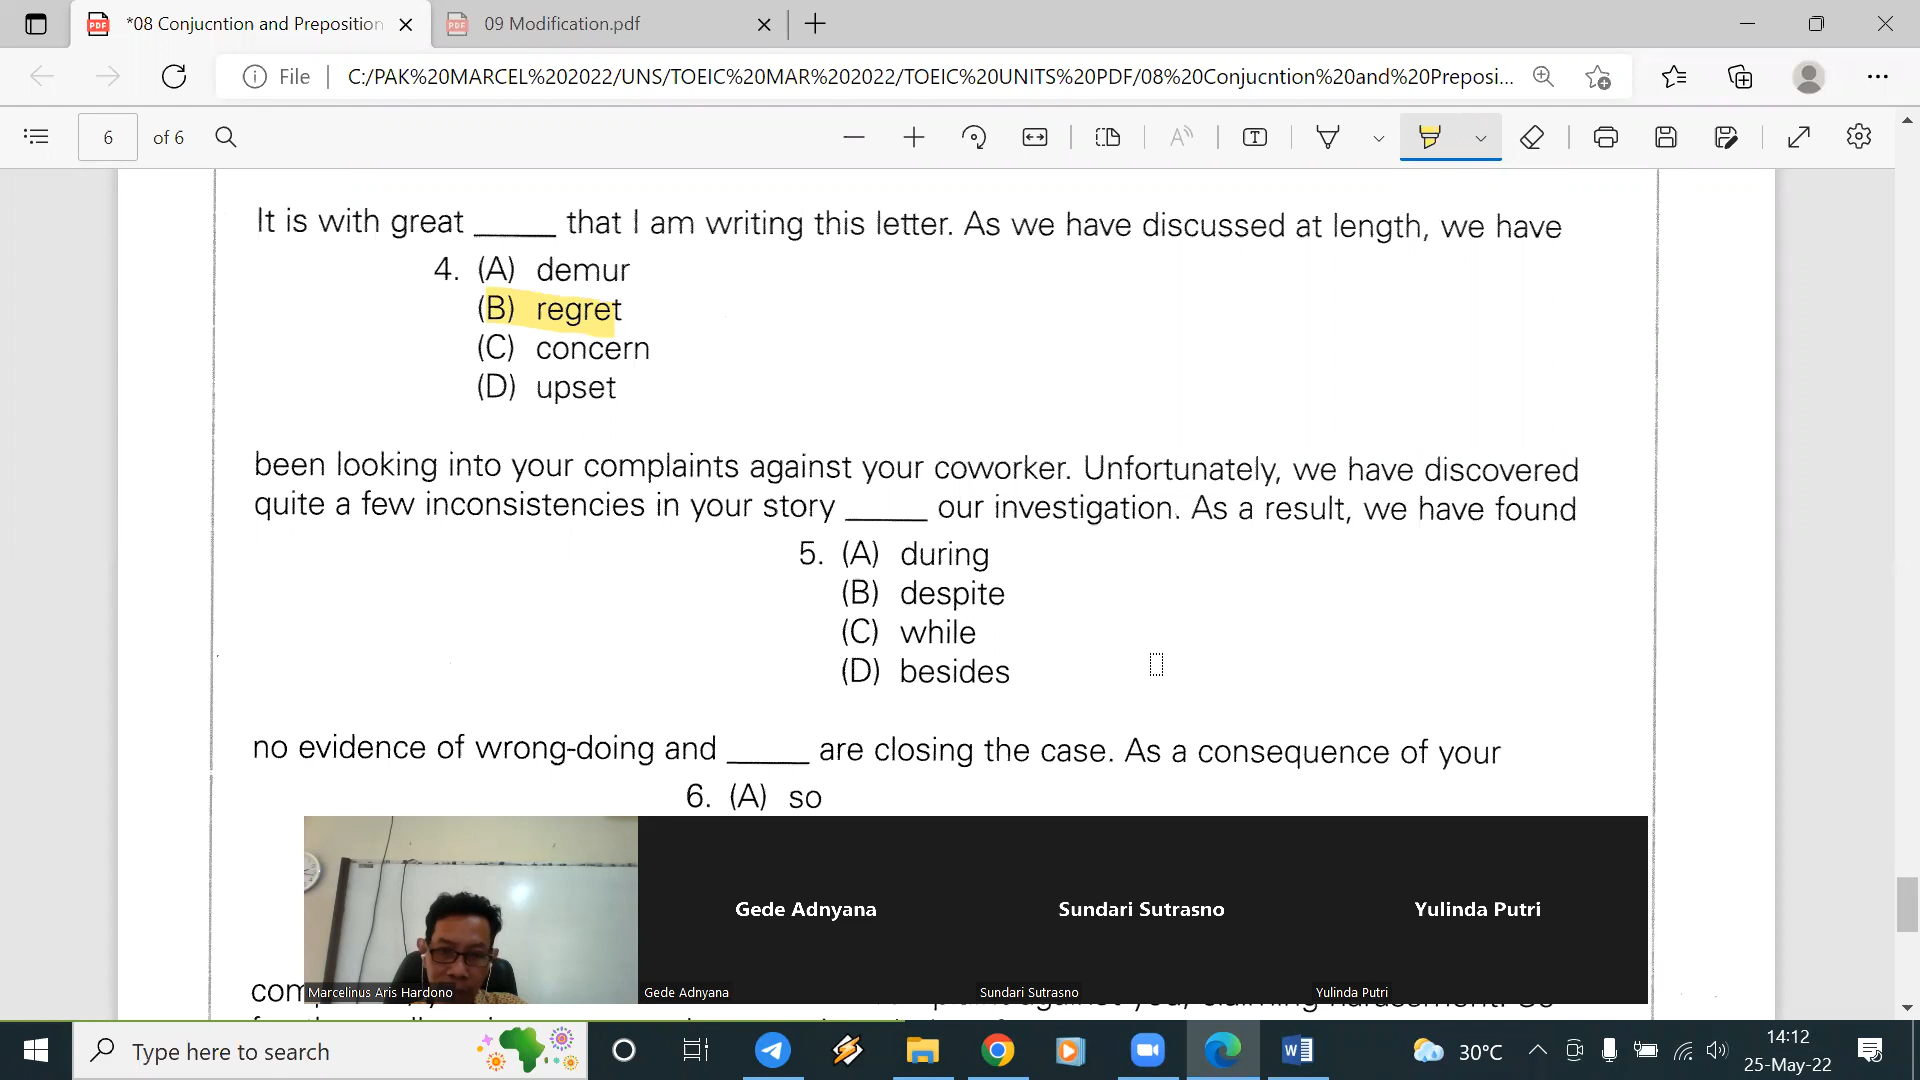 *08 Conjucntion and Preposition
09 Modification.pdf
File
C:/PAK%20MARCEL%202022/UNS/TOEIC%20MAR%202022/TOEIC%20UNITS%20PDF/08%20Conjucntion%20and%20Preposi...
6 of 6
It is with great _____ that I am writing this letter. As we have discussed at length, we have
4. (A) demur
(B) regret
(C) concern
(D) upset
been looking into your complaints against your coworker. Unfortunately, we have discovered
quite a few inconsistencies in your story _____ our investigation. As a result, we have found
5. (A) during
(B) despite
(C) while
(D) besides
no evidence of wrong-doing and _____ are closing the case. As a consequence of your
6. (A) so
Gede Adnyana
Sundari Sutrasno
Yulinda Putri
Marcelinus Aris Hardono
Gede Adnyana
Sundari Sutrasno
Yulinda Putri
Type here to search
30°C
14:12
25-May-22